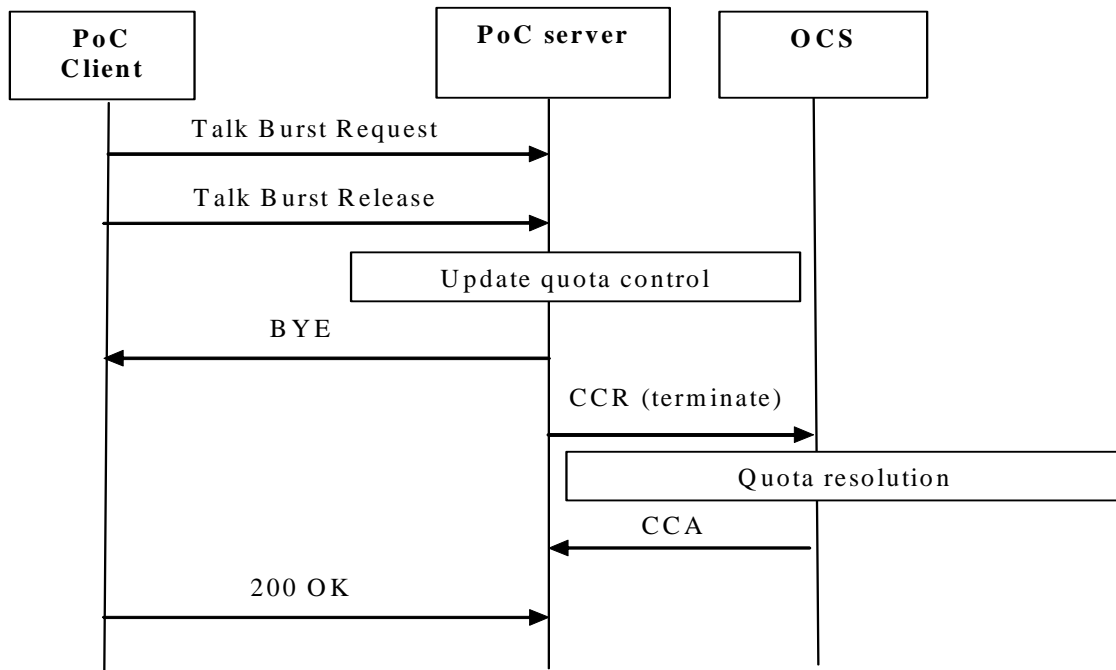 PoC
Client
PoC server
OCS
Talk Burst Request
Talk Burst Release
Update quota control
BYE
CCR (terminate)
Quota resolution
CCA
200 OK